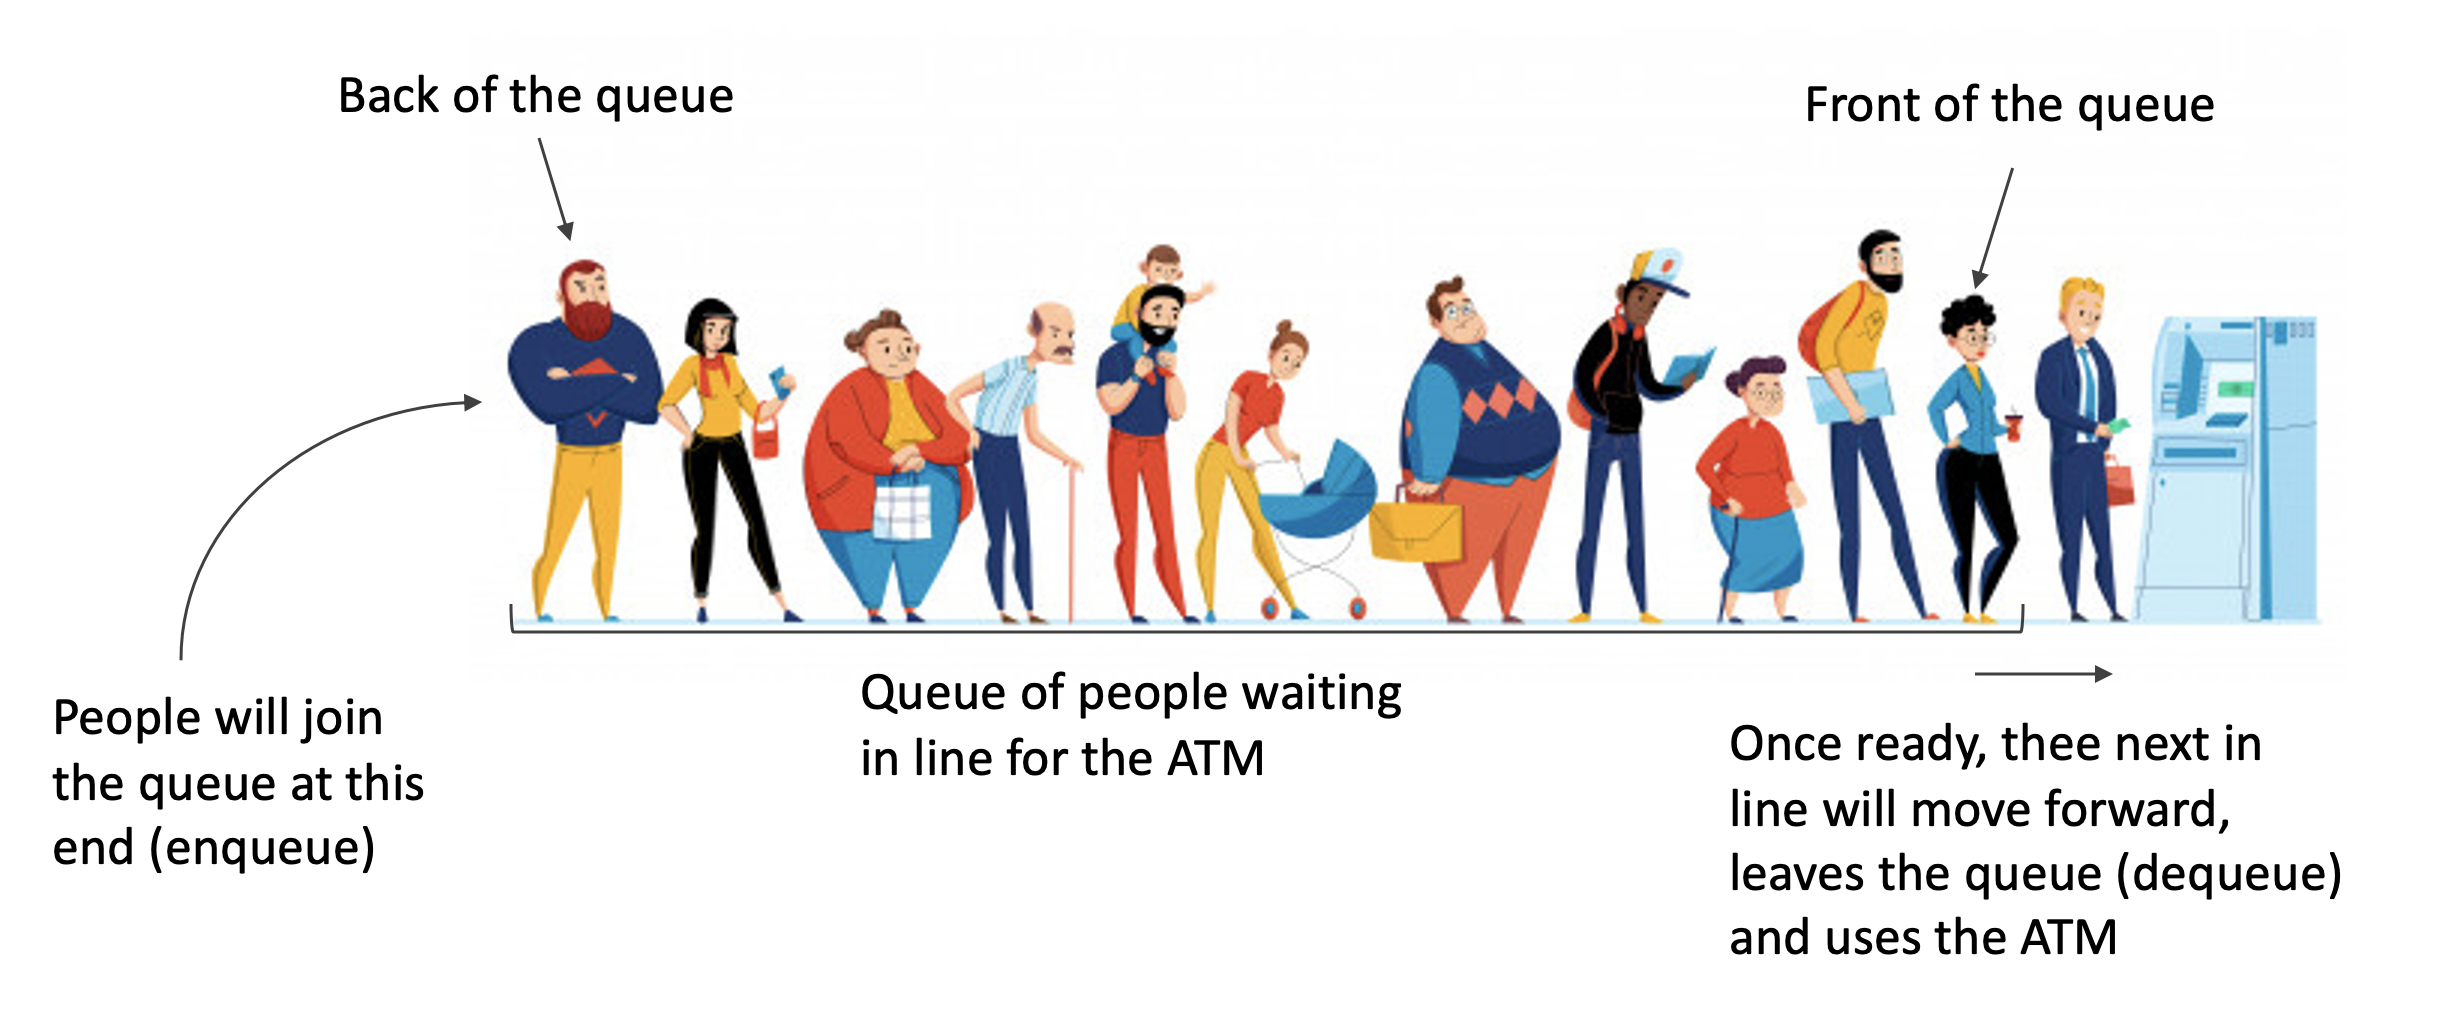 Back of the queue
Front of the queue
People will join
the queue at this
end (enqueue)
Queue of people waiting
in line for the ATM
Once ready, thee next in
line will move forward,
leaves the queue (dequeue)
and uses the ATM